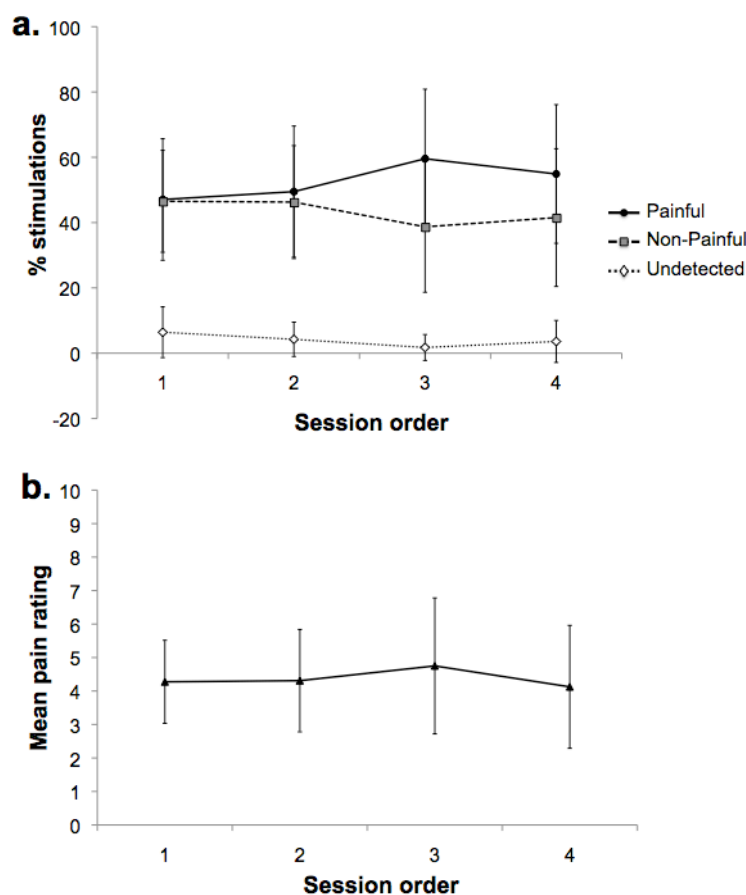 a.
100
80
60
40
20
0
-20
% stimulations
1 2 3 4
Session order
Painful
Non-Painful
Undetected
b.
10
9
8
7
6
5
4
3
2
1
0
Mean pain rating
1 2 3 4
Session order